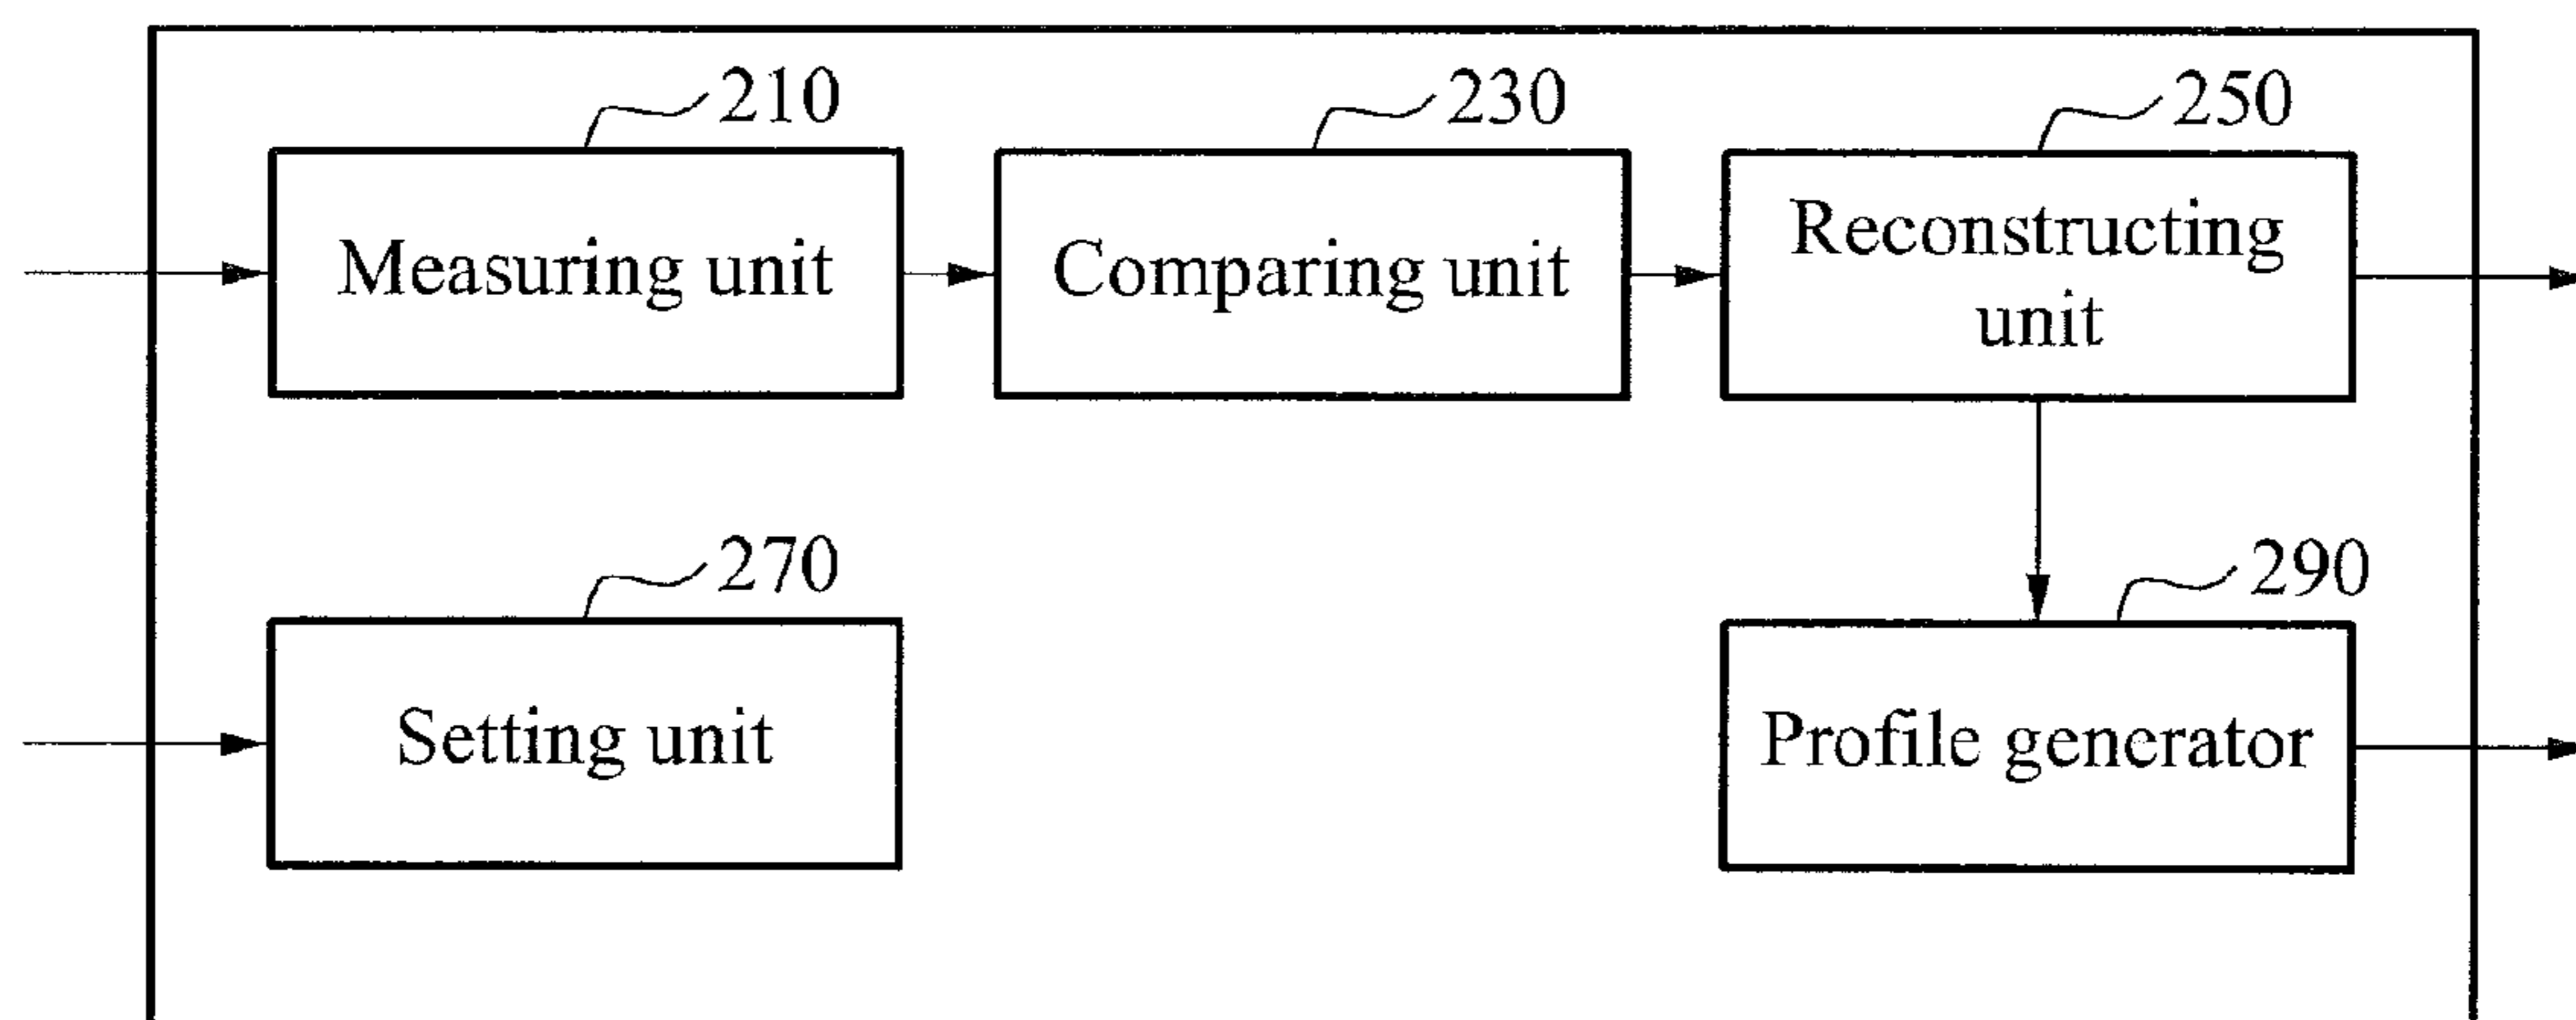 210
230
250
Measuring unit
Comparing unit
Reconstructing
unit
270
290
Setting unit
Profile generator